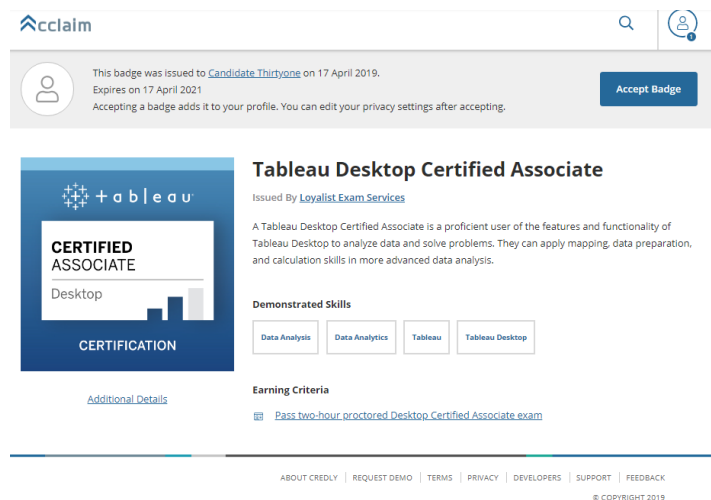 Acclaim
1
This badge was issued to Candidate Thirtyone on 17 April 2019.
Expires on 17 April 2021
Accepting a badge adds it to your profile. You can edit your privacy settings after accepting.
Accept Badge
+ableau
CERTIFIED
ASSOCIATE
Desktop
CERTIFICATION
Additional Details
Tableau Desktop Certified Associate
Issued By Loyalist Exam Services
A Tableau Desktop Certified Associate is a proficient user of the features and functionality of
Tableau Desktop to analyze data and solve problems. They can apply mapping, data preparation,
and calculation skills in more advanced data analysis.
Demonstrated Skills
Data Analysis
Data Analytics
Tableau
Tableau Desktop
Earning Criteria
Pass two-hour proctored Desktop Certified Associate exam
ABOUT CREDLY | REQUEST DEMO | TERMS | PRIVACY | DEVELOPERS | SUPPORT | FEEDBACK
© COPYRIGHT 2019